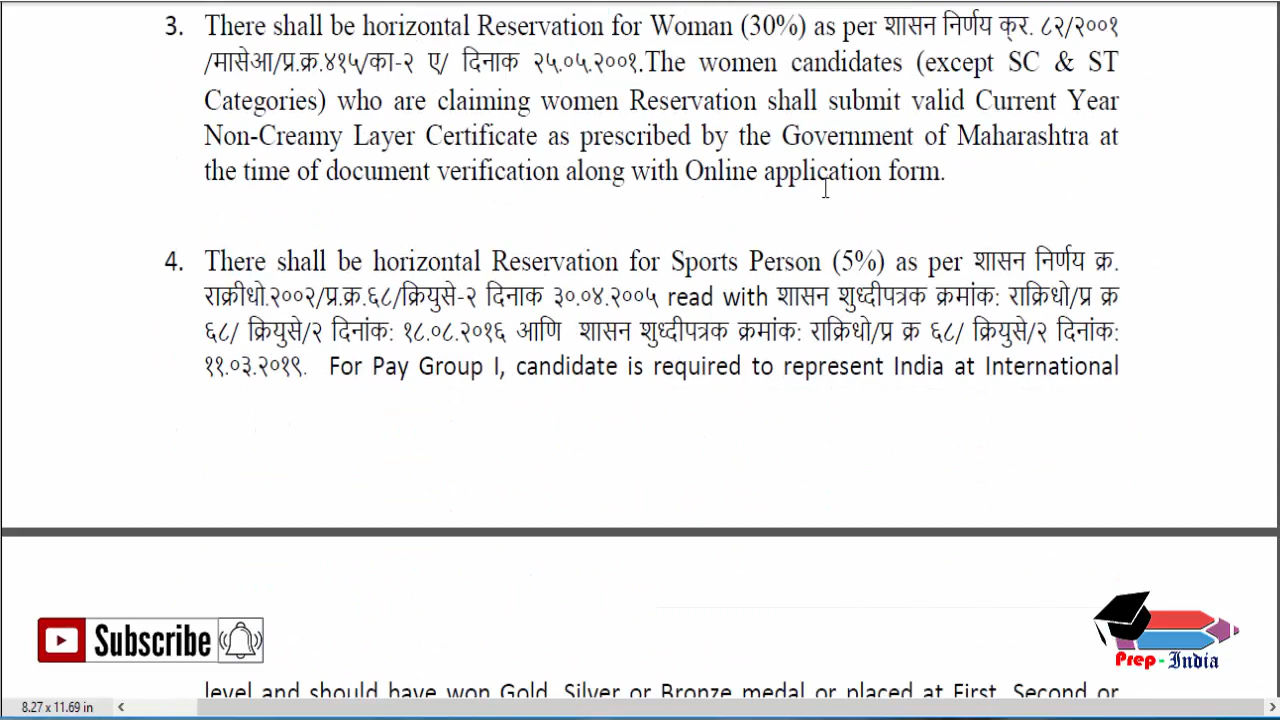 3. There shall be horizontal Reservation for Woman (30%) as per शासन निर्णय क्र. ८२/२००१
/मासेआ/प्र.क्र.४१५/का-२ ए/ दिनाक २५.०५.२००१.The women candidates (except SC & ST
Categories) who are claiming women Reservation shall submit valid Current Year
Non-Creamy Layer Certificate as prescribed by the Government of Maharashtra at
the time of document verification along with Online application form.
4. There shall be horizontal Reservation for Sports Person (5%) as per शासन निर्णय क्र.
राक्रीधो.२००२/प्र.क्र.६८/क्रियुसे-२ दिनाक ३०.०४.२००५ read with शासन शुध्दीपत्रक क्रमांक: राक्रिधो/प्र क्र
६८/ क्रियुसे/२ दिनांक: १८.०८.२०१६ आणि शासन शुध्दीपत्रक क्रमांक: राक्रिधो/प्र क्र ६८/ क्रियुसे/२ दिनांक:
११.०३.२०१९. For Pay Group I, candidate is required to represent India at International
Subscribe
Prep-India
level and should have won Gold, Silver or Bronze medal or placed at First, Second or
8.27 x 11.69 in